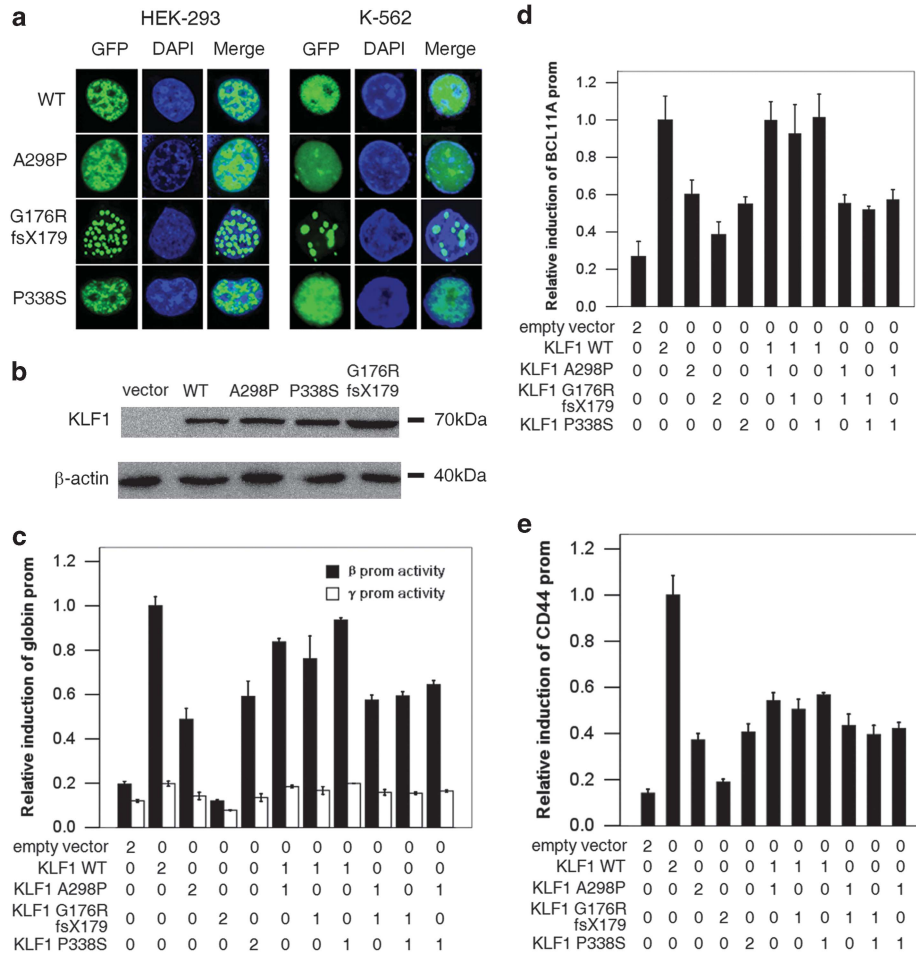 a
HEK-293
K-562
GFP DAPI Merge
GFP DAPI Merge
WT
A298P
G176R
fsX179
P338S
b
vector WT A298P P338S G176R
fsX179
KLF1
70kDa
β-actin
40kDa
c
Relative induction of globin prom
1.2
1.0
0.8
0.6
0.4
0.2
0.0
β prom activity
γ prom activity
empty vector 2 0 0 0 0 0 0 0 0 0 0
KLF1 WT 0 2 0 0 0 1 1 1 0 0 0
KLF1 A298P 0 0 2 0 0 1 0 0 1 0 1
KLF1 G176R
fsX179 0 0 0 2 0 0 1 0 1 1 0
KLF1 P338S 0 0 0 0 2 0 0 1 0 1 1
d
Relative induction of BCL11A prom
1.2
1.0
0.8
0.6
0.4
0.2
0.0
empty vector 2 0 0 0 0 0 0 0 0 0 0
KLF1 WT 0 2 0 0 0 1 1 1 0 0 0
KLF1 A298P 0 0 2 0 0 1 0 0 1 0 1
KLF1 G176R
fsX179 0 0 0 2 0 0 1 0 1 1 0
KLF1 P338S 0 0 0 0 2 0 0 1 0 1 1
e
Relative induction of CD44 prom
1.2
1.0
0.8
0.6
0.4
0.2
0.0
empty vector 2 0 0 0 0 0 0 0 0 0 0
KLF1 WT 0 2 0 0 0 1 1 1 0 0 0
KLF1 A298P 0 0 2 0 0 1 0 0 1 0 1
KLF1 G176R
fsX179 0 0 0 2 0 0 1 0 1 1 0
KLF1 P338S 0 0 0 0 2 0 0 1 0 1 1